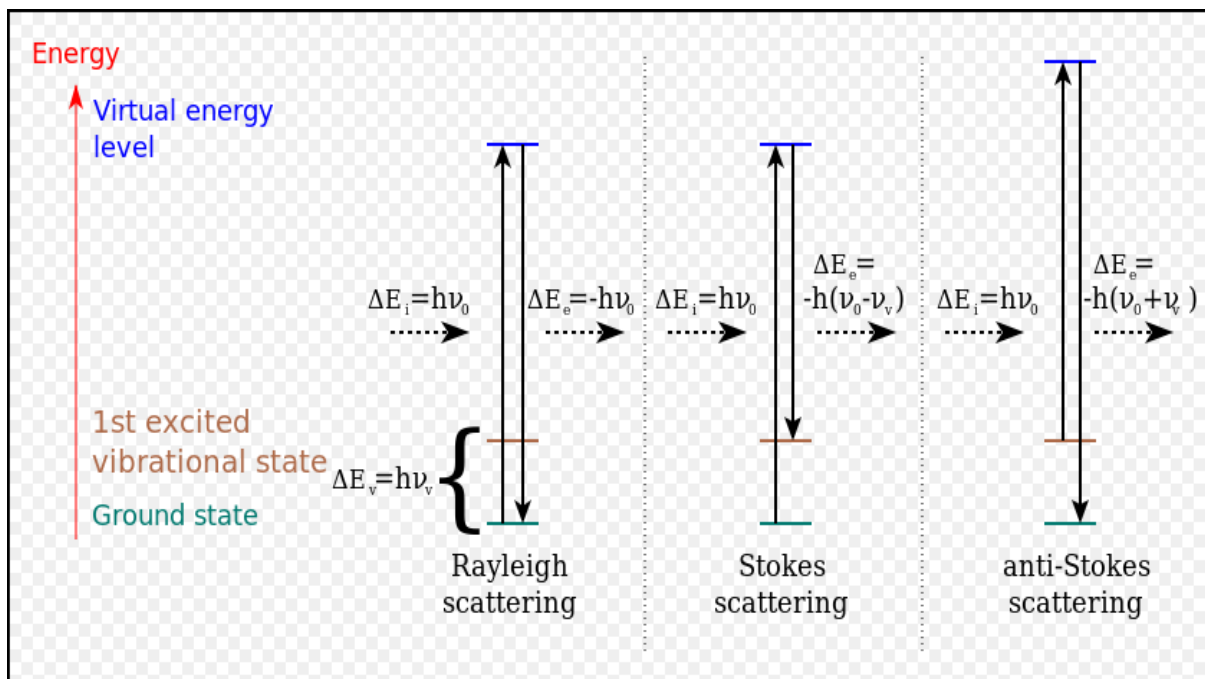 Energy
Virtual energy
level
ΔEᵢ=hν₀
ΔEₑ=-hν₀
ΔEᵢ=hν₀
ΔEₑ=
-h(ν₀-νᵥ)
ΔEᵢ=hν₀
ΔEₑ=
-h(ν₀+νᵥ)
1st excited
vibrational state
ΔEᵥ=hνᵥ
Ground state
Rayleigh
scattering
Stokes
scattering
anti-Stokes
scattering